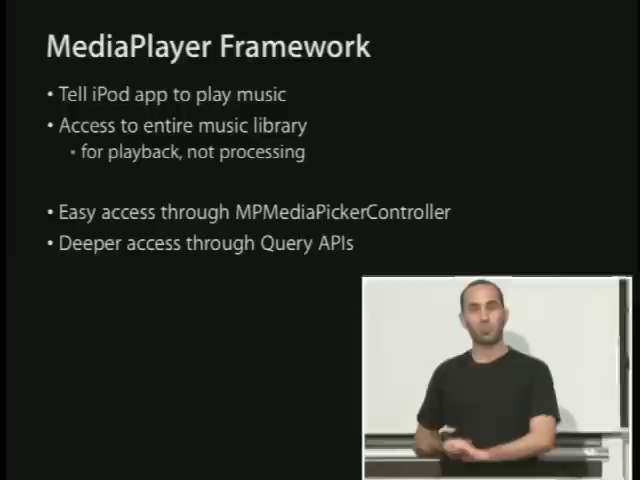 MediaPlayer Framework
• Tell iPod app to play music
• Access to entire music library
• for playback, not processing
• Easy access through MPMediaPickerController
• Deeper access through Query APIs